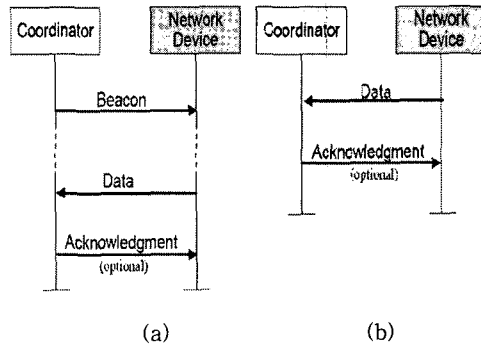 Coordinator
Network
Device
Beacon
Data
Acknowledgment
(optional)
(a)
Coordinator
Network
Device
Data
Acknowledgment
(optional)
(b)